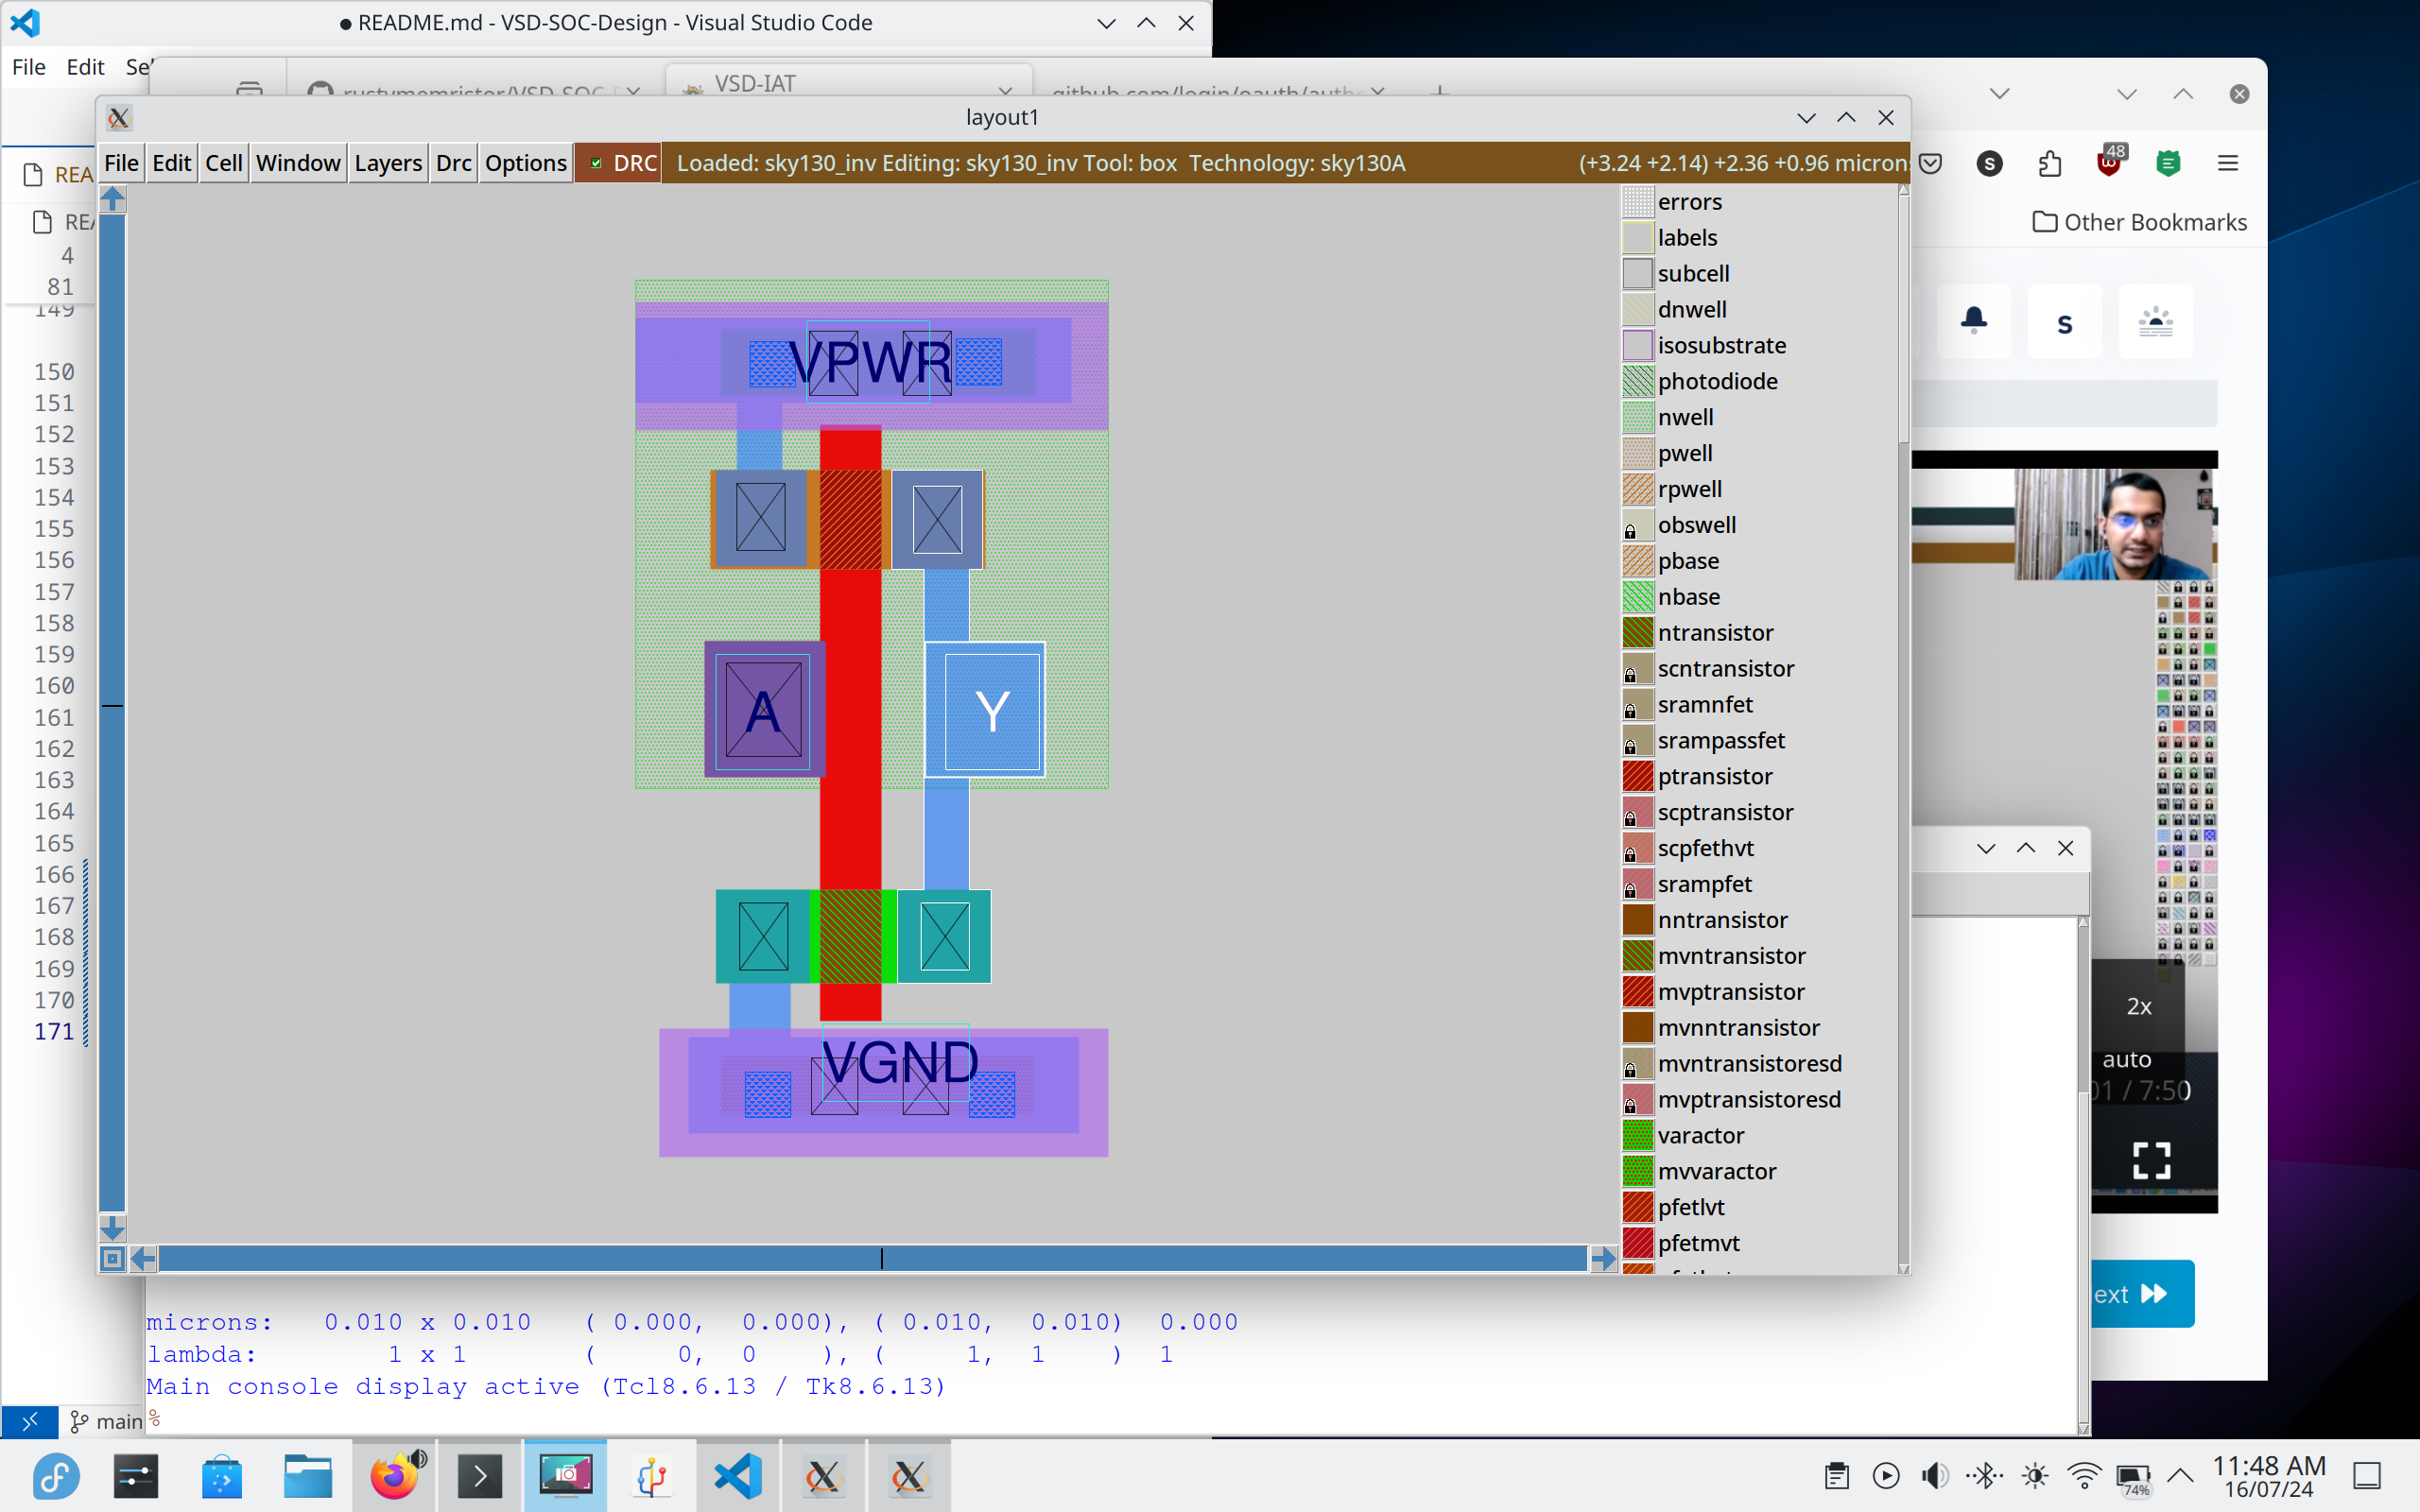 ● README.md - VSD-SOC-Design - Visual Studio Code
File Edit Sel
rustymemristor/VSD-SOC-D
VSD-IAT
layout1
File Edit Cell Window Layers Drc Options DRC Loaded: sky130_inv Editing: sky130_inv Tool: box Technology: sky130A (+3.24 +2.14) +2.36 +0.96 microns
48
S
REA
REA
Other Bookmarks
4
81
149
150
151
152
153
154
155
156
157
158
159
160
161
162
163
164
165
166
167
168
169
170
171
VPWR
A
Y
VGND
errors
labels
subcell
dnwell
isosubstrate
photodiode
nwell
pwell
rpwell
obswell
pbase
nbase
ntransistor
scntransistor
sramnfet
srampassfet
ptransistor
scptransistor
scpfethvt
srampfet
nntransistor
mvntransistor
mvptransistor
mvnntransistor
mvntransistoresd
mvptransistoresd
varactor
mvvaractor
pfetlvt
pfetmvt
S
2x
auto
01 / 7:50
ext
microns: 0.010 x 0.010 ( 0.000, 0.000), ( 0.010, 0.010) 0.000
lambda: 1 x 1 ( 0, 0 ), ( 1, 1 ) 1
Main console display active (Tcl8.6.13 / Tk8.6.13)
%
main
74%
11:48 AM
16/07/24